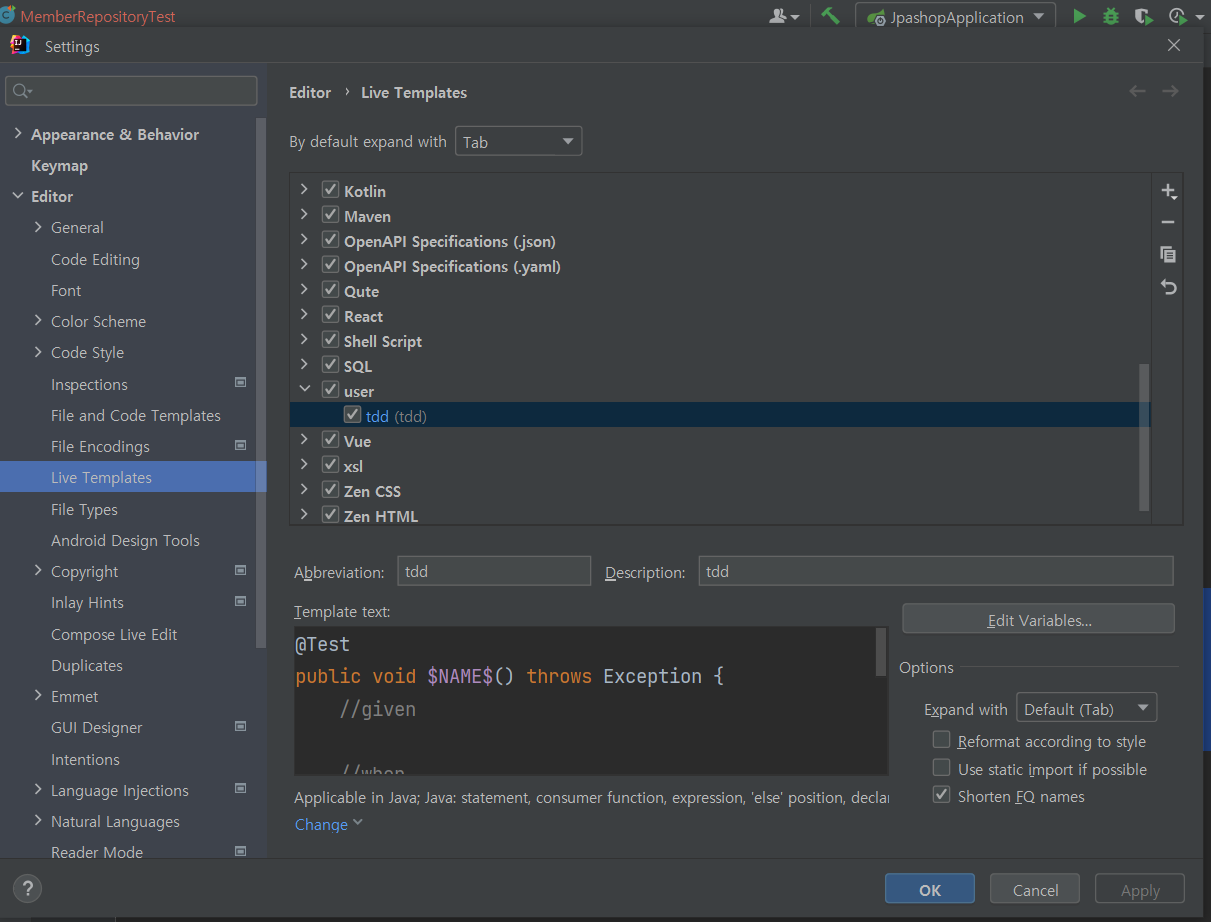 MemberRepositoryTest
JpashopApplication
Settings
Editor › Live Templates
Appearance & Behavior
Keymap
Editor
General
Code Editing
Font
Color Scheme
Code Style
Inspections
File and Code Templates
File Encodings
Live Templates
File Types
Android Design Tools
Copyright
Inlay Hints
Compose Live Edit
Duplicates
Emmet
GUI Designer
Intentions
Language Injections
Natural Languages
Reader Mode
By default expand with Tab
Kotlin
Maven
OpenAPI Specifications (.json)
OpenAPI Specifications (.yaml)
Qute
React
Shell Script
SQL
user
tdd (tdd)
Vue
xsl
Zen CSS
Zen HTML
Abbreviation: tdd Description: tdd
Template text:
@Test
public void $NAME$() throws Exception {
//given
//when
Edit Variables...
Options
Expand with Default (Tab)
Reformat according to style
Use static import if possible
Shorten FQ names
Applicable in Java; Java: statement, consumer function, expression, 'else' position, declar
Change
?
OK Cancel Apply